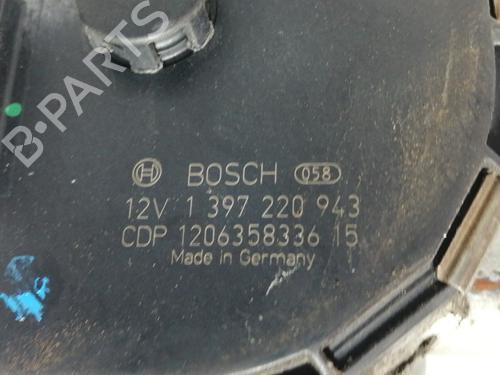 B-PARTS
BOSCH 058
12V 1 397 220 943
CDP 1206358336 15
Made in Germany